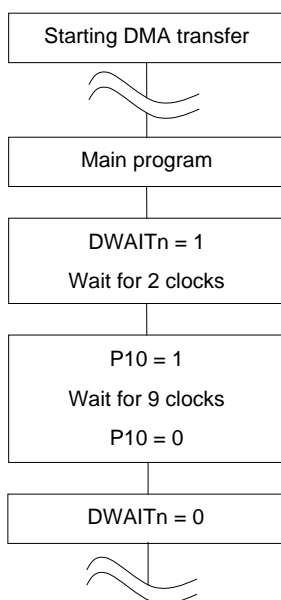 Starting DMA transfer
Main program
DWAITn = 1
Wait for 2 clocks
P10 = 1
Wait for 9 clocks
P10 = 0
DWAITn = 0